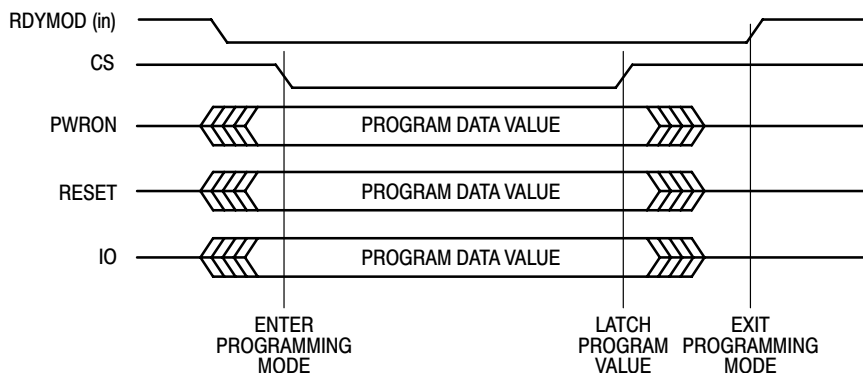 RDYMOD (in)
CS
PWRON
PROGRAM DATA VALUE
RESET
PROGRAM DATA VALUE
IO
PROGRAM DATA VALUE
ENTER
PROGRAMMING
MODE
LATCH
PROGRAM
VALUE
EXIT
PROGRAMMING
MODE